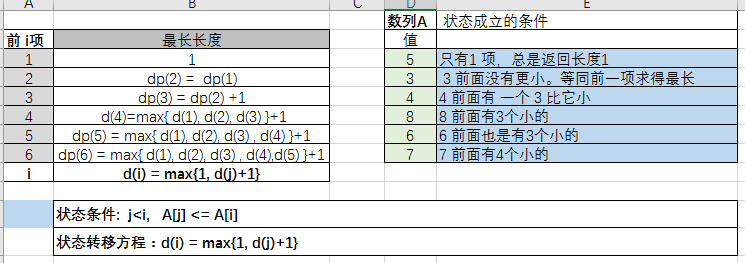 A B C D E
数列A 状态成立的条件
前 i项 最长长度 值
1 1 5 只有1 项，总是返回长度1
2 dp(2) = dp(1) 3 3 前面没有更小。等同前一项求得最长
3 dp(3) = dp(2) +1 4 4 前面有 一个 3 比它小
4 d(4)=max{ d(1), d(2), d(3) }+1 8 8 前面有3个小的
5 dp(5) = max{ d(1), d(2), d(3) , d(4) }+1 6 6 前面也是有3个小的
6 dp(6) = max{ d(1), d(2), d(3) , d(4),d(5) }+1 7 7 前面有4个小的
i d(i) = max{1, d(j)+1}
状态条件: j<i, A[j] <= A[i]
状态转移方程：d(i) = max{1, d(j)+1}